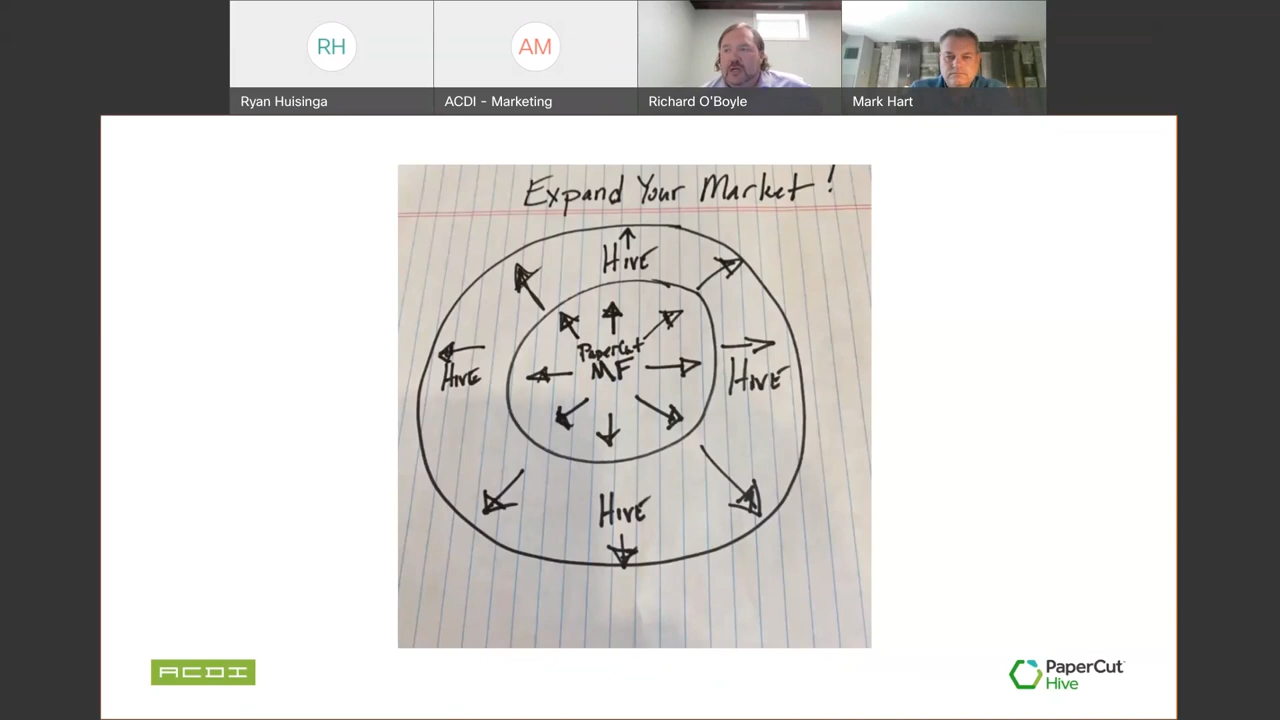 RH
AM
Ryan Huisinga
ACDI - Marketing
Richard O'Boyle
Mark Hart
Expand Your Market!
HIVE
PaperCut
MF
HIVE
HIVE
HIVE
ACDI
PaperCut
Hive